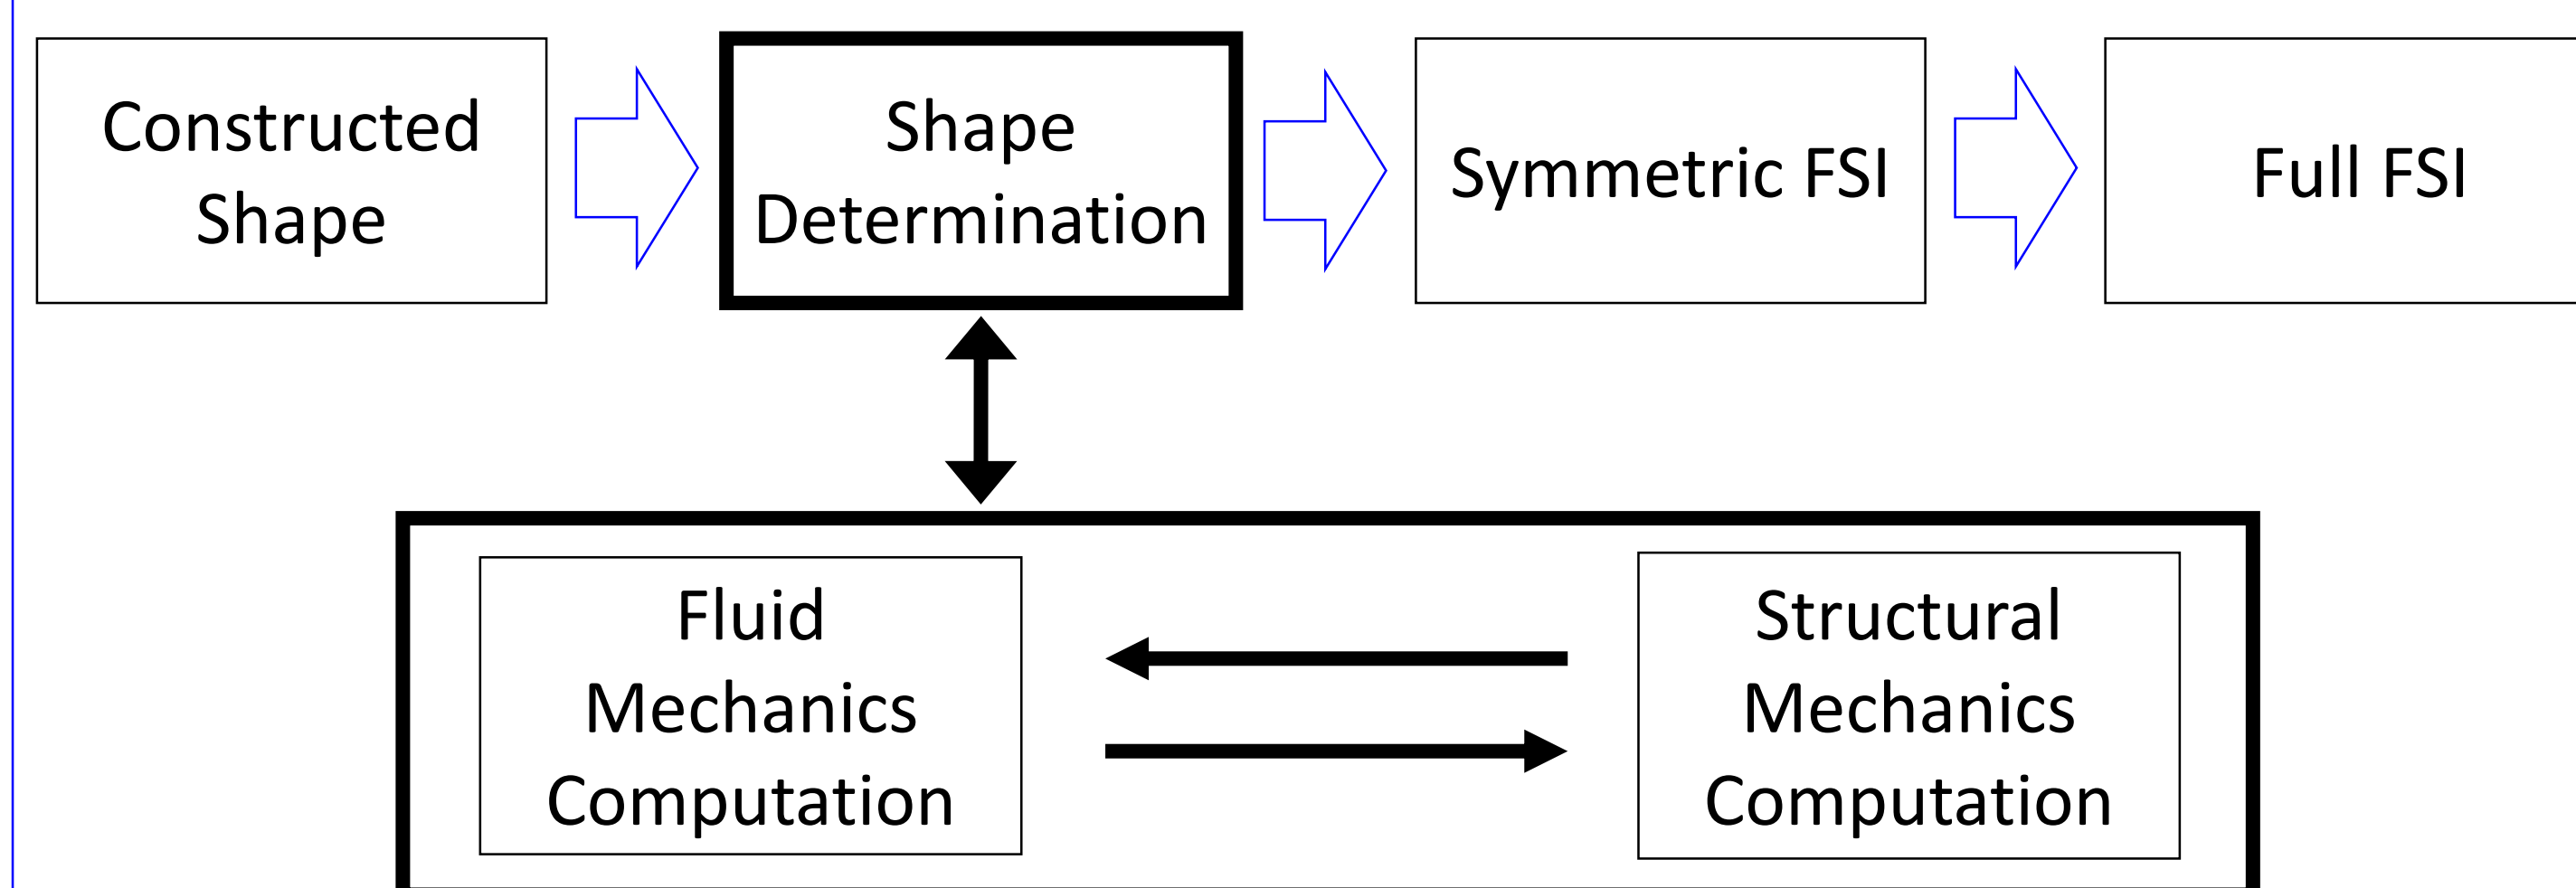 Constructed
Shape
Shape
Determination
Symmetric FSI
Full FSI
Fluid
Mechanics
Computation
Structural
Mechanics
Computation